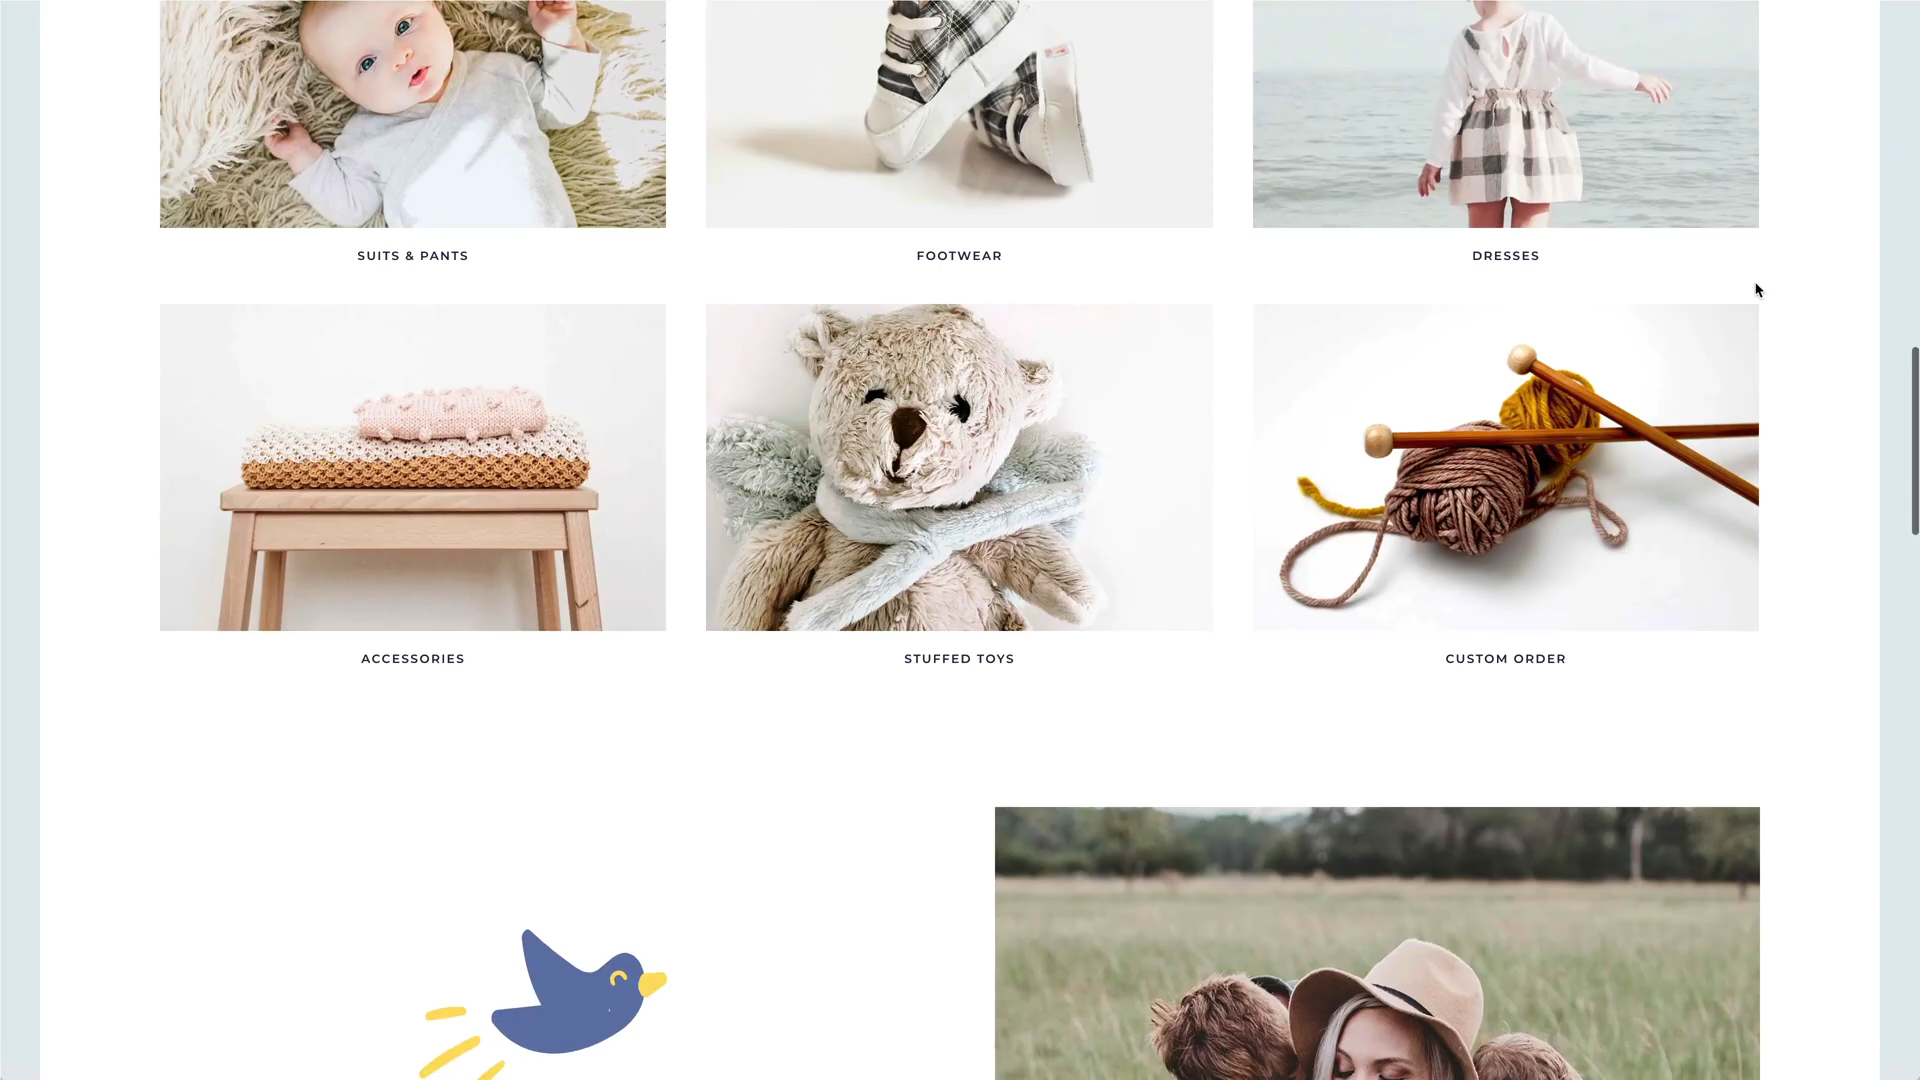 SUITS & PANTS
FOOTWEAR
DRESSES
ACCESSORIES
STUFFED TOYS
CUSTOM ORDER